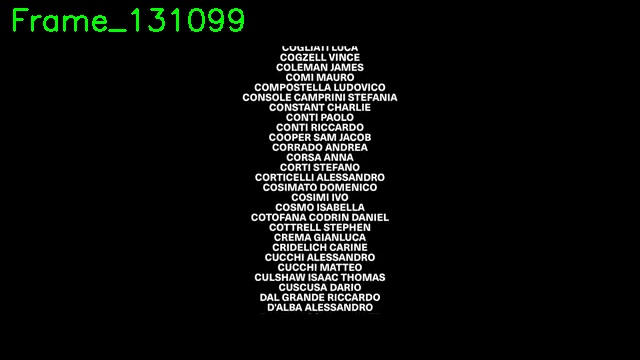 Frame_131099
COGLIATI LUCA
COGZELL VINCE
COLEMAN JAMES
COMI MAURO
COMPOSTELLA LUDOVICO
CONSOLE CAMPRINI STEFANIA
CONSTANT CHARLIE
CONTI PAOLO
CONTI RICCARDO
COOPER SAM JACOB
CORRADO ANDREA
CORSA ANNA
CORTI STEFANO
CORTICELLI ALESSANDRO
COSIMATO DOMENICO
COSIMI IVO
COSMO ISABELLA
COTOFANA CODRIN DANIEL
COTTRELL STEPHEN
CREMA GIANLUCA
CRIDELICH CARINE
CUCCHI ALESSANDRO
CUCCHI MATTEO
CULSHAW ISAAC THOMAS
CUSCUSA DARIO
DAL GRANDE RICCARDO
D'ALBA ALESSANDRO